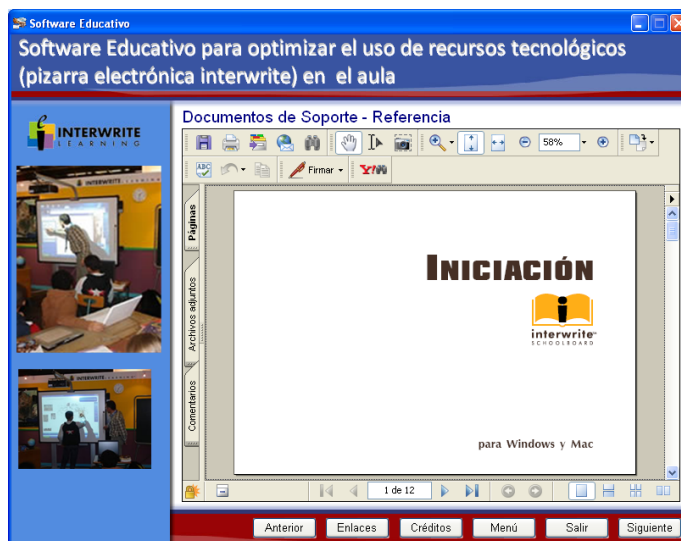 Software Educativo
Software Educativo para optimizar el uso de recursos tecnológicos
(pizarra electrónica interwrite) en el aula
INTERWRITE
LEARNING
Documentos de Soporte - Referencia
58%
ABC
Firmar
Y!
Páginas
Archivos adjuntos
Comentarios
INICIACIÓN
interwrite™
SCHOOLBOARD
para Windows y Mac
1 de 12
Anterior
Enlaces
Créditos
Menú
Salir
Siguiente